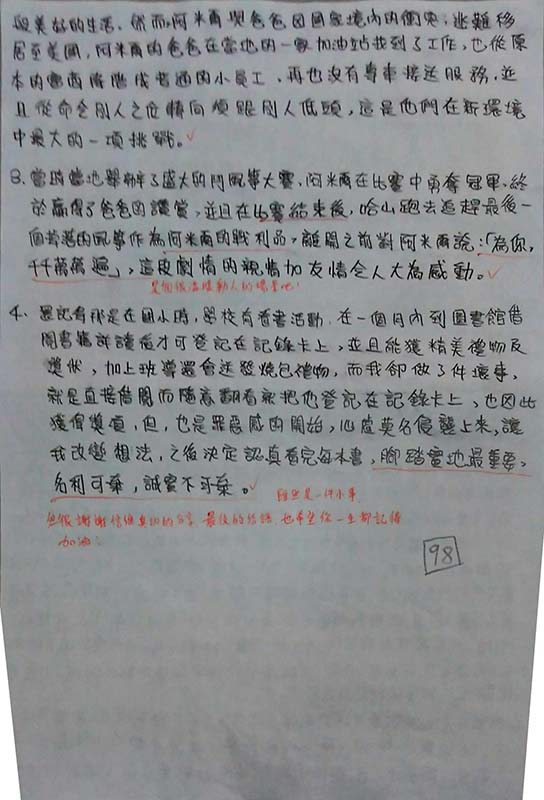 與美好的生活。然而阿米爾與爸爸因國家境內的衝突，逃難移
居至美國，阿米爾的爸爸在當地的一家加油站找到了工作，也從原
本的富商降階成普通的小員工，再也沒有專車接送服務，並
且從命令別人之位轉向須跟別人低頭，這是他們在新環境
中最大的一項挑戰。
3. 當時當地舉辦了盛大的鬥風箏大賽，阿米爾在比賽中勇奪冠軍，終
於贏得了爸爸的讚賞，並且在比賽結束後，哈山跑去追趕最後一
個掉落的風箏作為阿米爾的戰利品，離開之前對阿米爾說：「為你，
千千萬萬遍」，這段劇情的親情加友情令人大為感動。
是個很溫暖動人的場景吧！
4. 還記有次是在國小時，學校有看書活動，在一個月內到圖書館借
閱書籍詳讀後才可登記在記錄卡上，並且能獲精美禮物及
獎狀，加上班導還會送發燒包禮物，而我卻做了件壞事，
就是直接借閱而隨意翻看就把他登記在記錄卡上，也因此
獲得獎項，但，也是罪惡感的開始，心虛莫名侵襲上來，讓
我改變想法，之後決定認真看完每本書，腳踏實地最重要，
名利可棄，誠實不可棄。
雖然是一件小事，
但很謝謝信維真切的分享，最後的結語，也希望你一生都記得
加油！
98